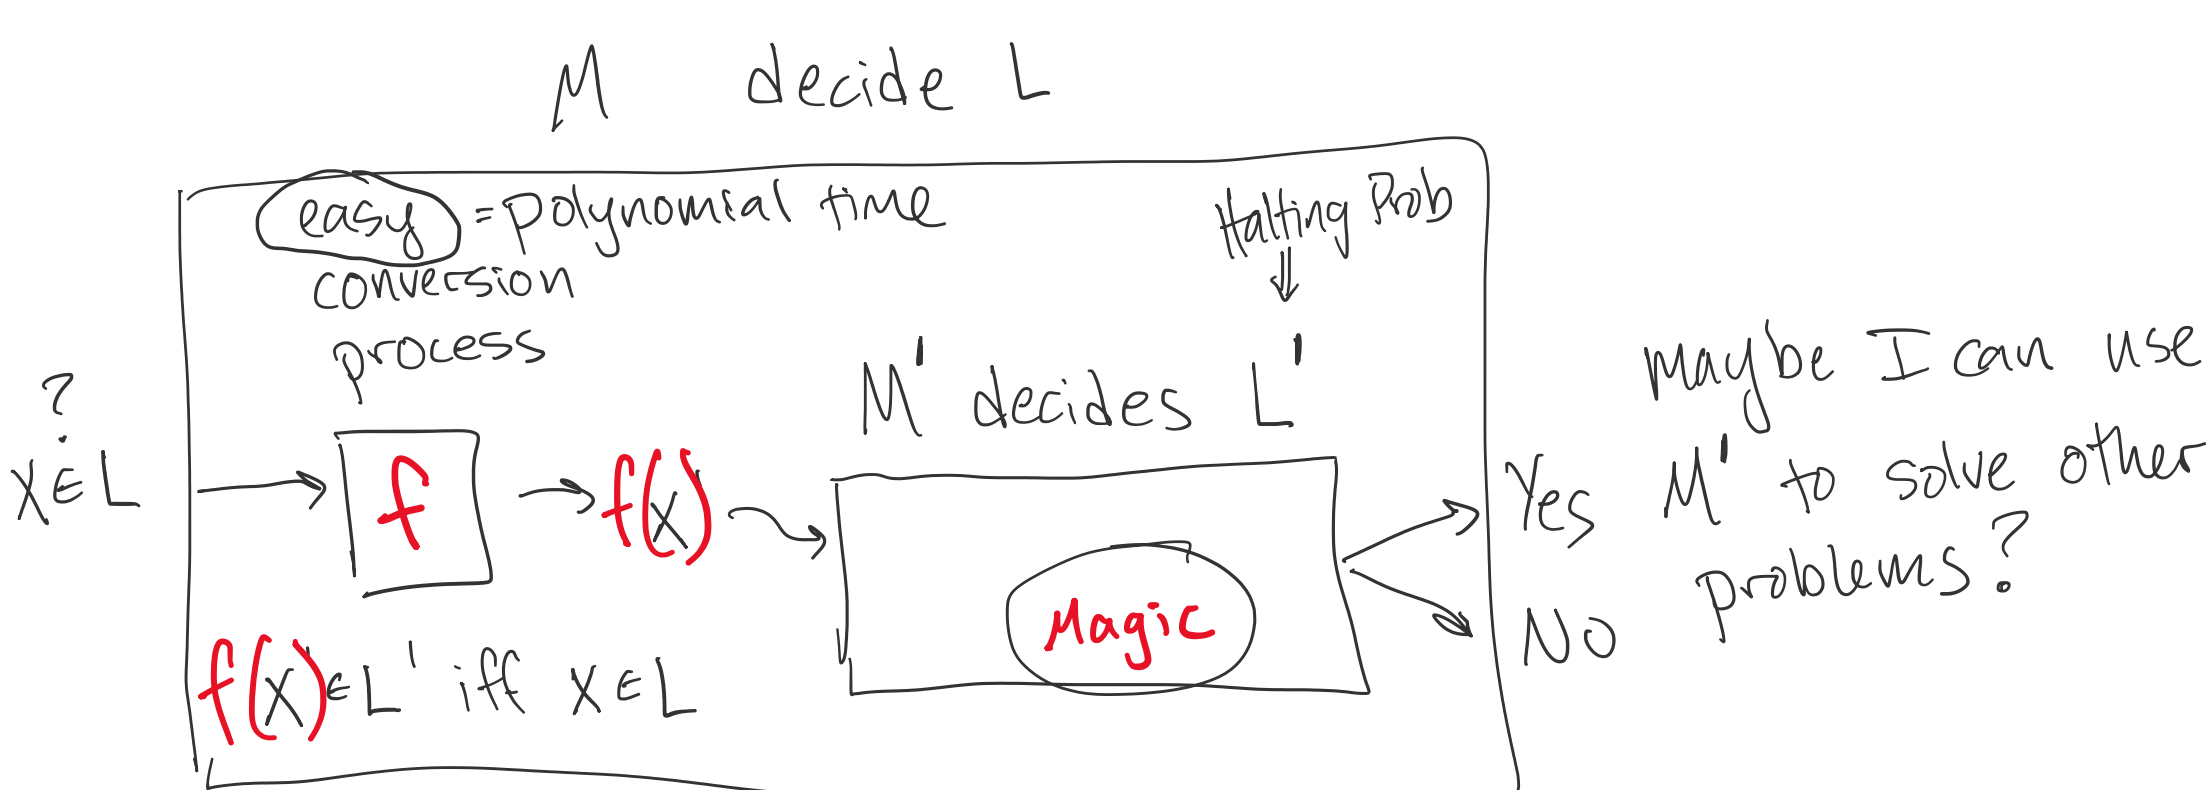 M decide L
easy = polynomial time
conversion
process
Halting Prob
?
x ∈ L
f
f(x)
M' decides L'
Magic
Yes
No
f(x) ∈ L' iff x ∈ L
Maybe I can use
M' to solve other
problems?